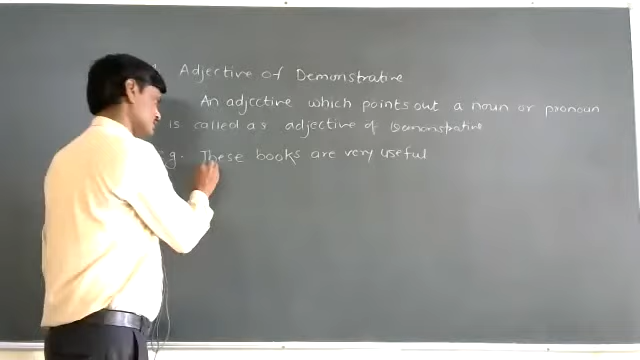 Adjective of Demonstrative
An adjective which points out a noun or pronoun
is called as adjective of Demonstrative
g. These books are very useful